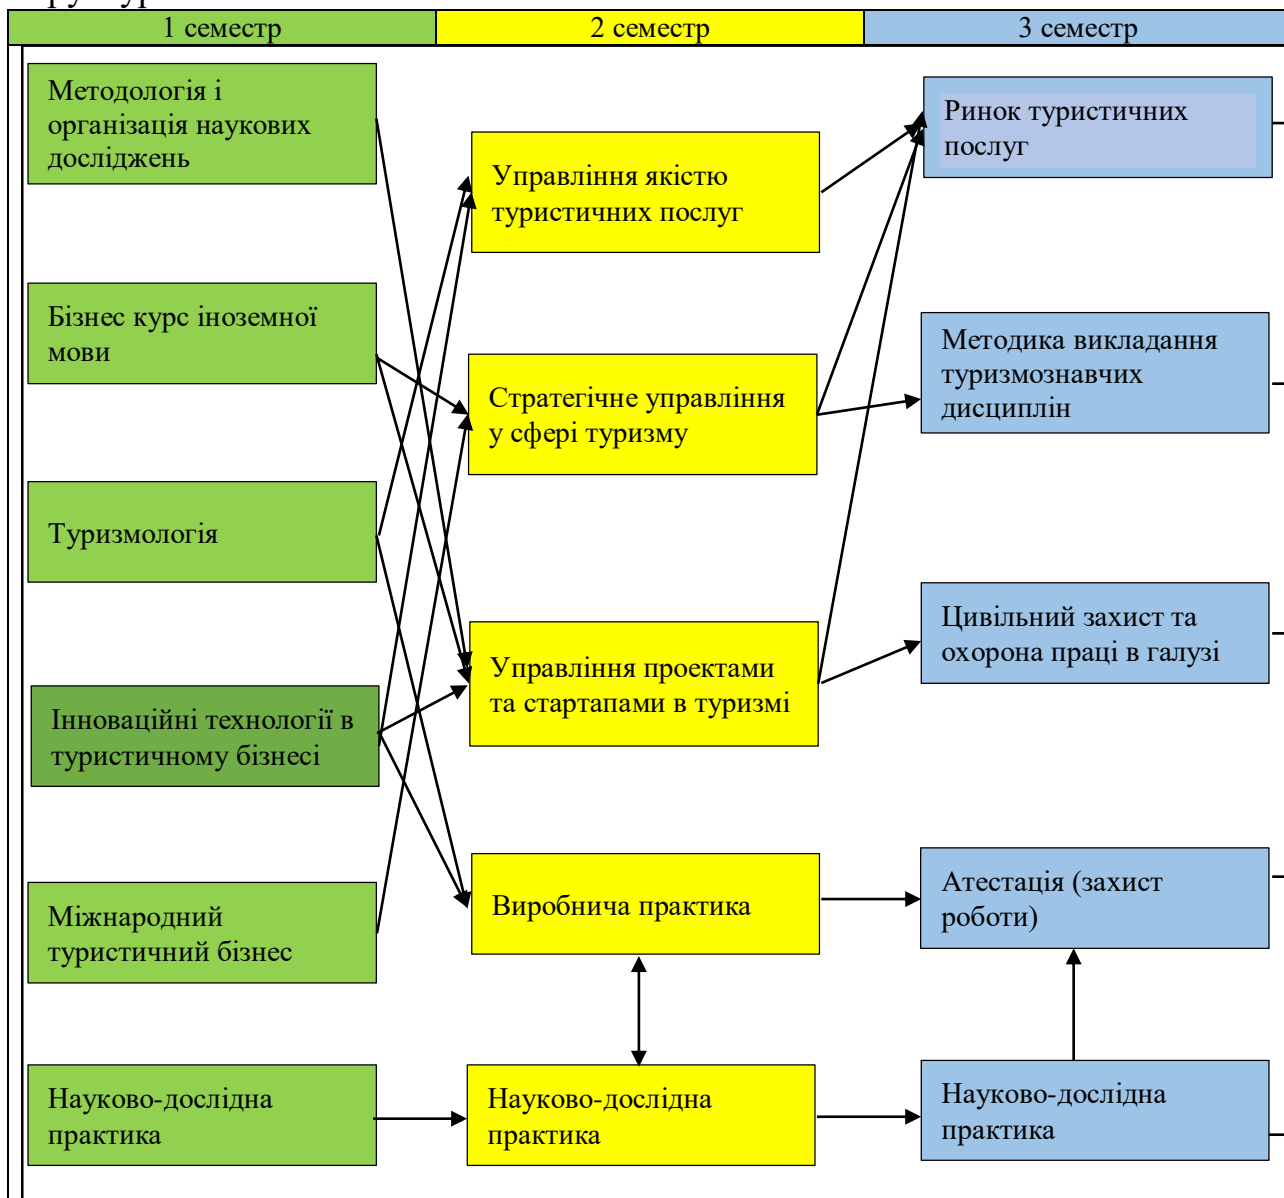 1 семестр
2 семестр
3 семестр
Методологія і
організація наукових
досліджень
Бізнес курс іноземної
мови
Туризмологія
Інноваційні технології в
туристичному бізнесі
Міжнародний
туристичний бізнес
Науково-дослідна
практика
Управління якістю
туристичних послуг
Стратегічне управління
у сфері туризму
Управління проектами
та стартапами в туризмі
Виробнича практика
Науково-дослідна
практика
Ринок туристичних
послуг
Методика викладання
туризмознавчих
дисциплін
Цивільний захист та
охорона праці в галузі
Атестація (захист
роботи)
Науково-дослідна
практика